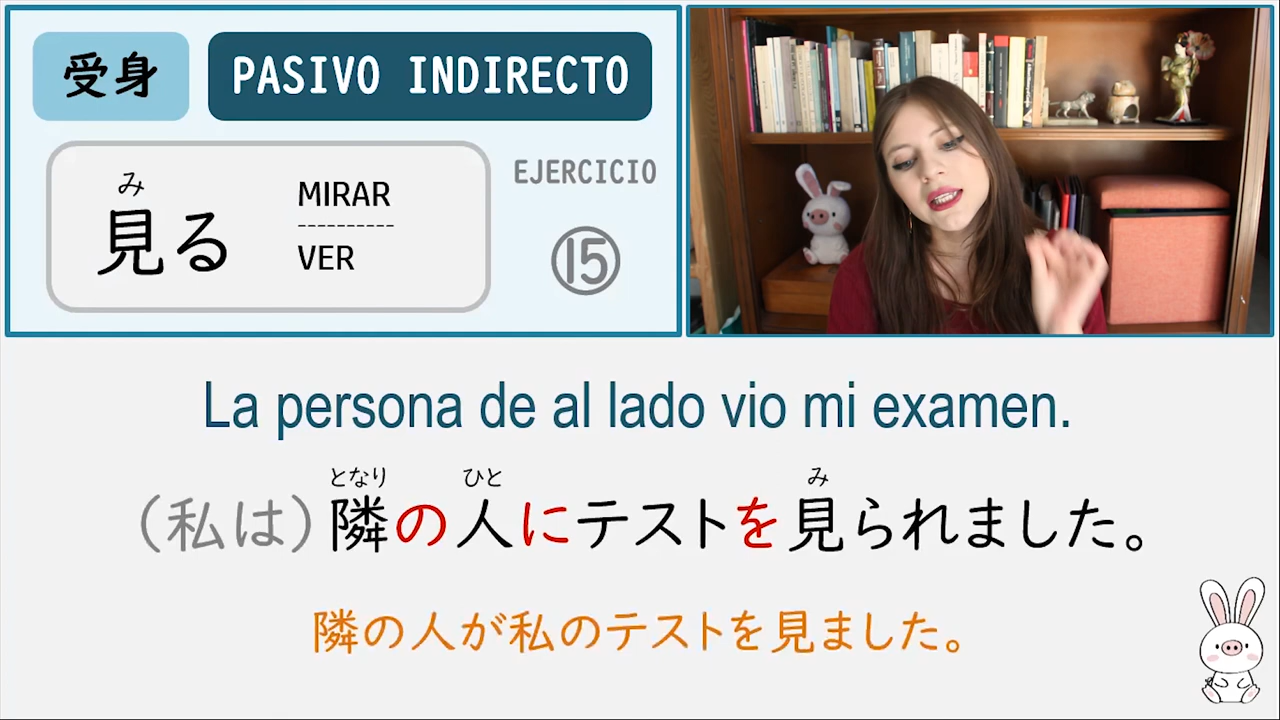 受身 PASIVO INDIRECTO
み
見る
MIRAR
----------
VER
EJERCICIO
⑮
La persona de al lado vio mi examen.
となり ひと み
(私は)隣の人にテストを見られました。
隣の人が私のテストを見ました。